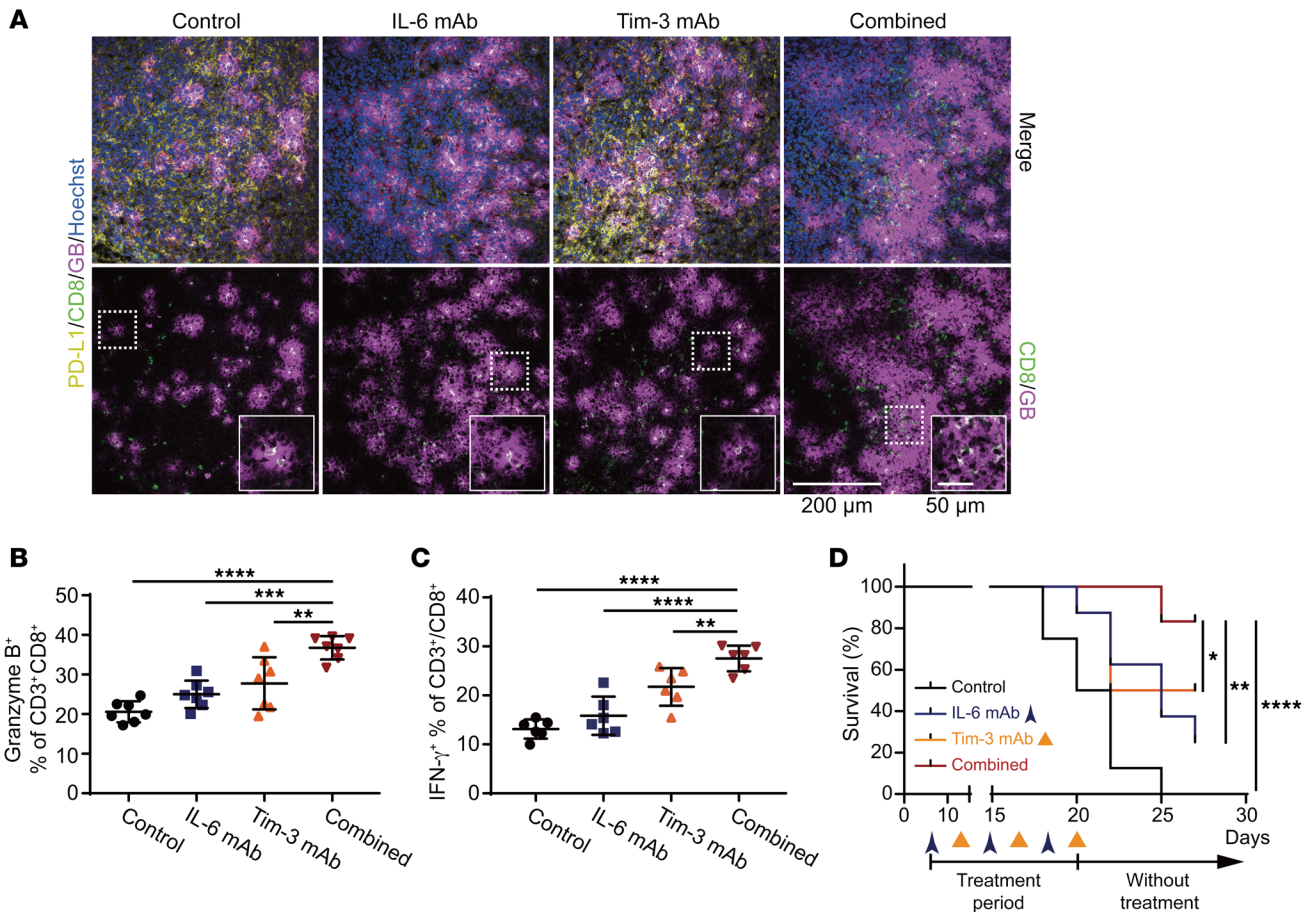 A
Control IL-6 mAb Tim-3 mAb Combined
PD-L1/CD8/GB/Hoechst
Merge
CD8/GB
200 µm 50 µm
B
Granzyme B⁺
% of CD3⁺CD8⁺
50
40
30
20
10
0
****
***
**
Control IL-6 mAb Tim-3 mAb Combined
C
IFN-γ⁺ % of CD3⁺/CD8⁺
40
30
20
10
0
****
****
**
Control IL-6 mAb Tim-3 mAb Combined
D
Survival (%)
100
80
60
40
20
0
Control
IL-6 mAb
Tim-3 mAb
Combined
*
**
****
0 10 15 20 25 30
Days
Treatment
period
Without
treatment